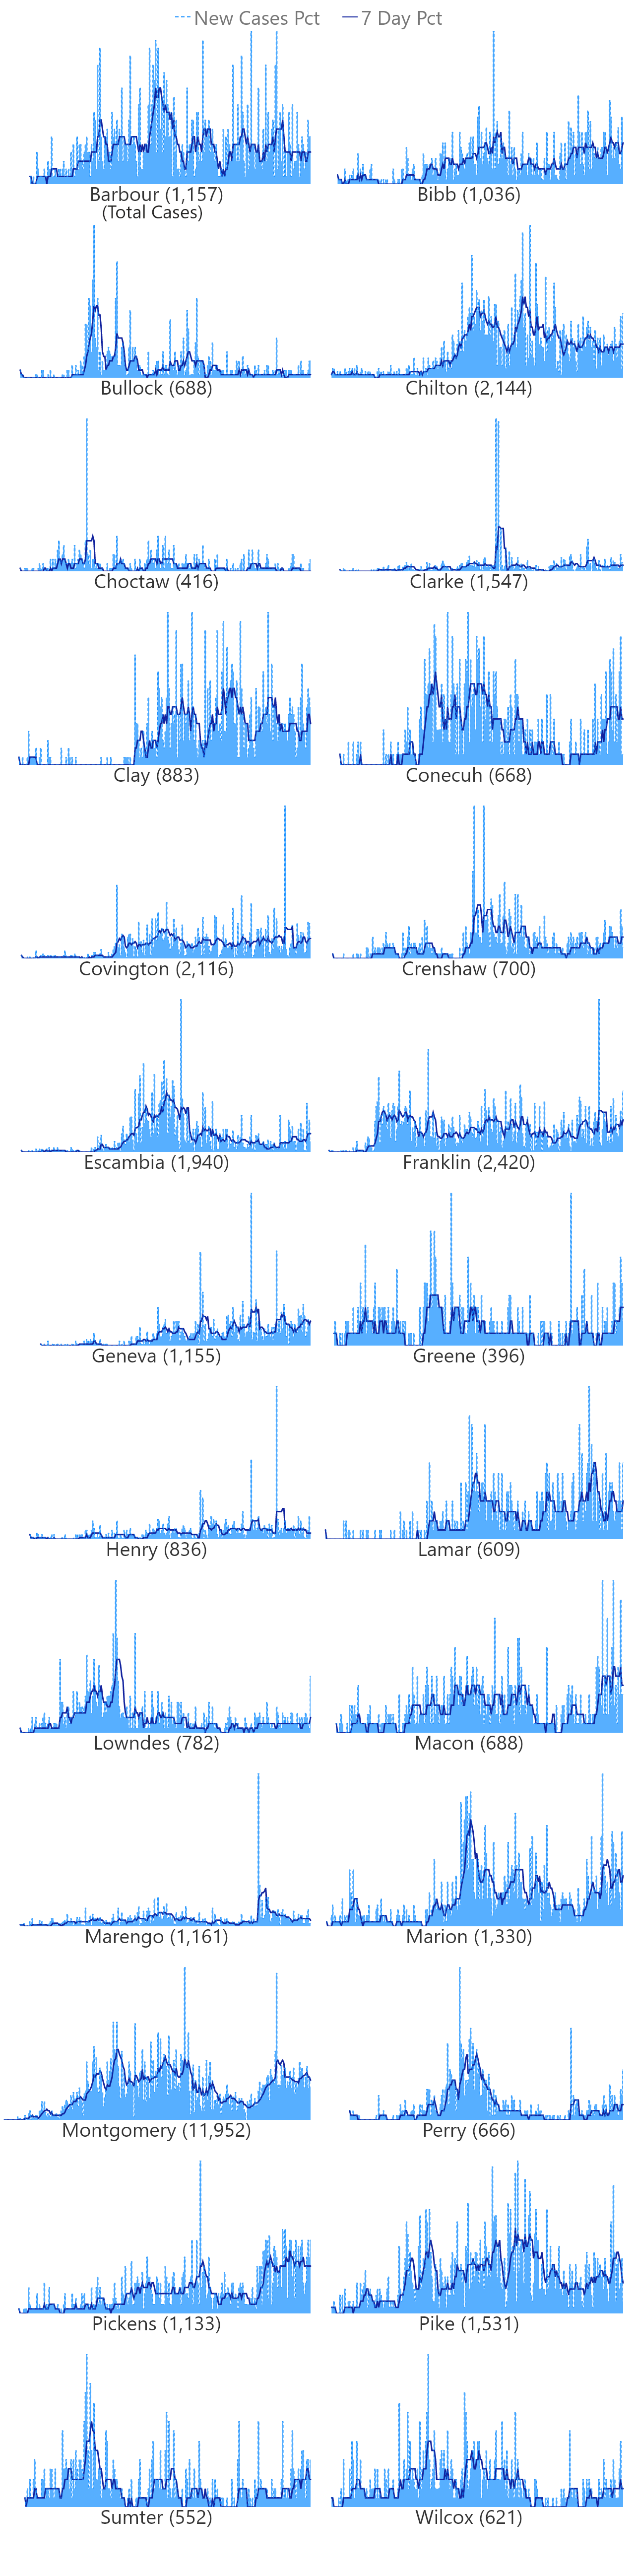 New Cases Pct 7 Day Pct
Barbour (1,157) Bibb (1,036)
(Total Cases)
Bullock (688) Chilton (2,144)
Choctaw (416) Clarke (1,547)
Clay (883) Conecuh (668)
Covington (2,116) Crenshaw (700)
Escambia (1,940) Franklin (2,420)
Geneva (1,155) Greene (396)
Henry (836) Lamar (609)
Lowndes (782) Macon (688)
Marengo (1,161) Marion (1,330)
Montgomery (11,952) Perry (666)
Pickens (1,133) Pike (1,531)
Sumter (552) Wilcox (621)